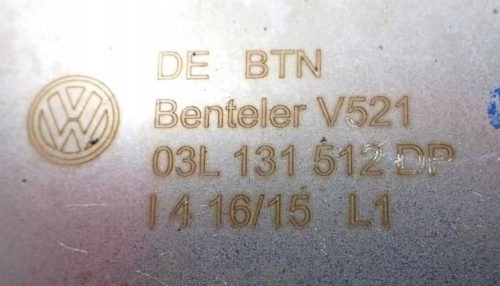 DE BTN
Benteler V521
03L 131 512 DP
I 4 16/15 L1